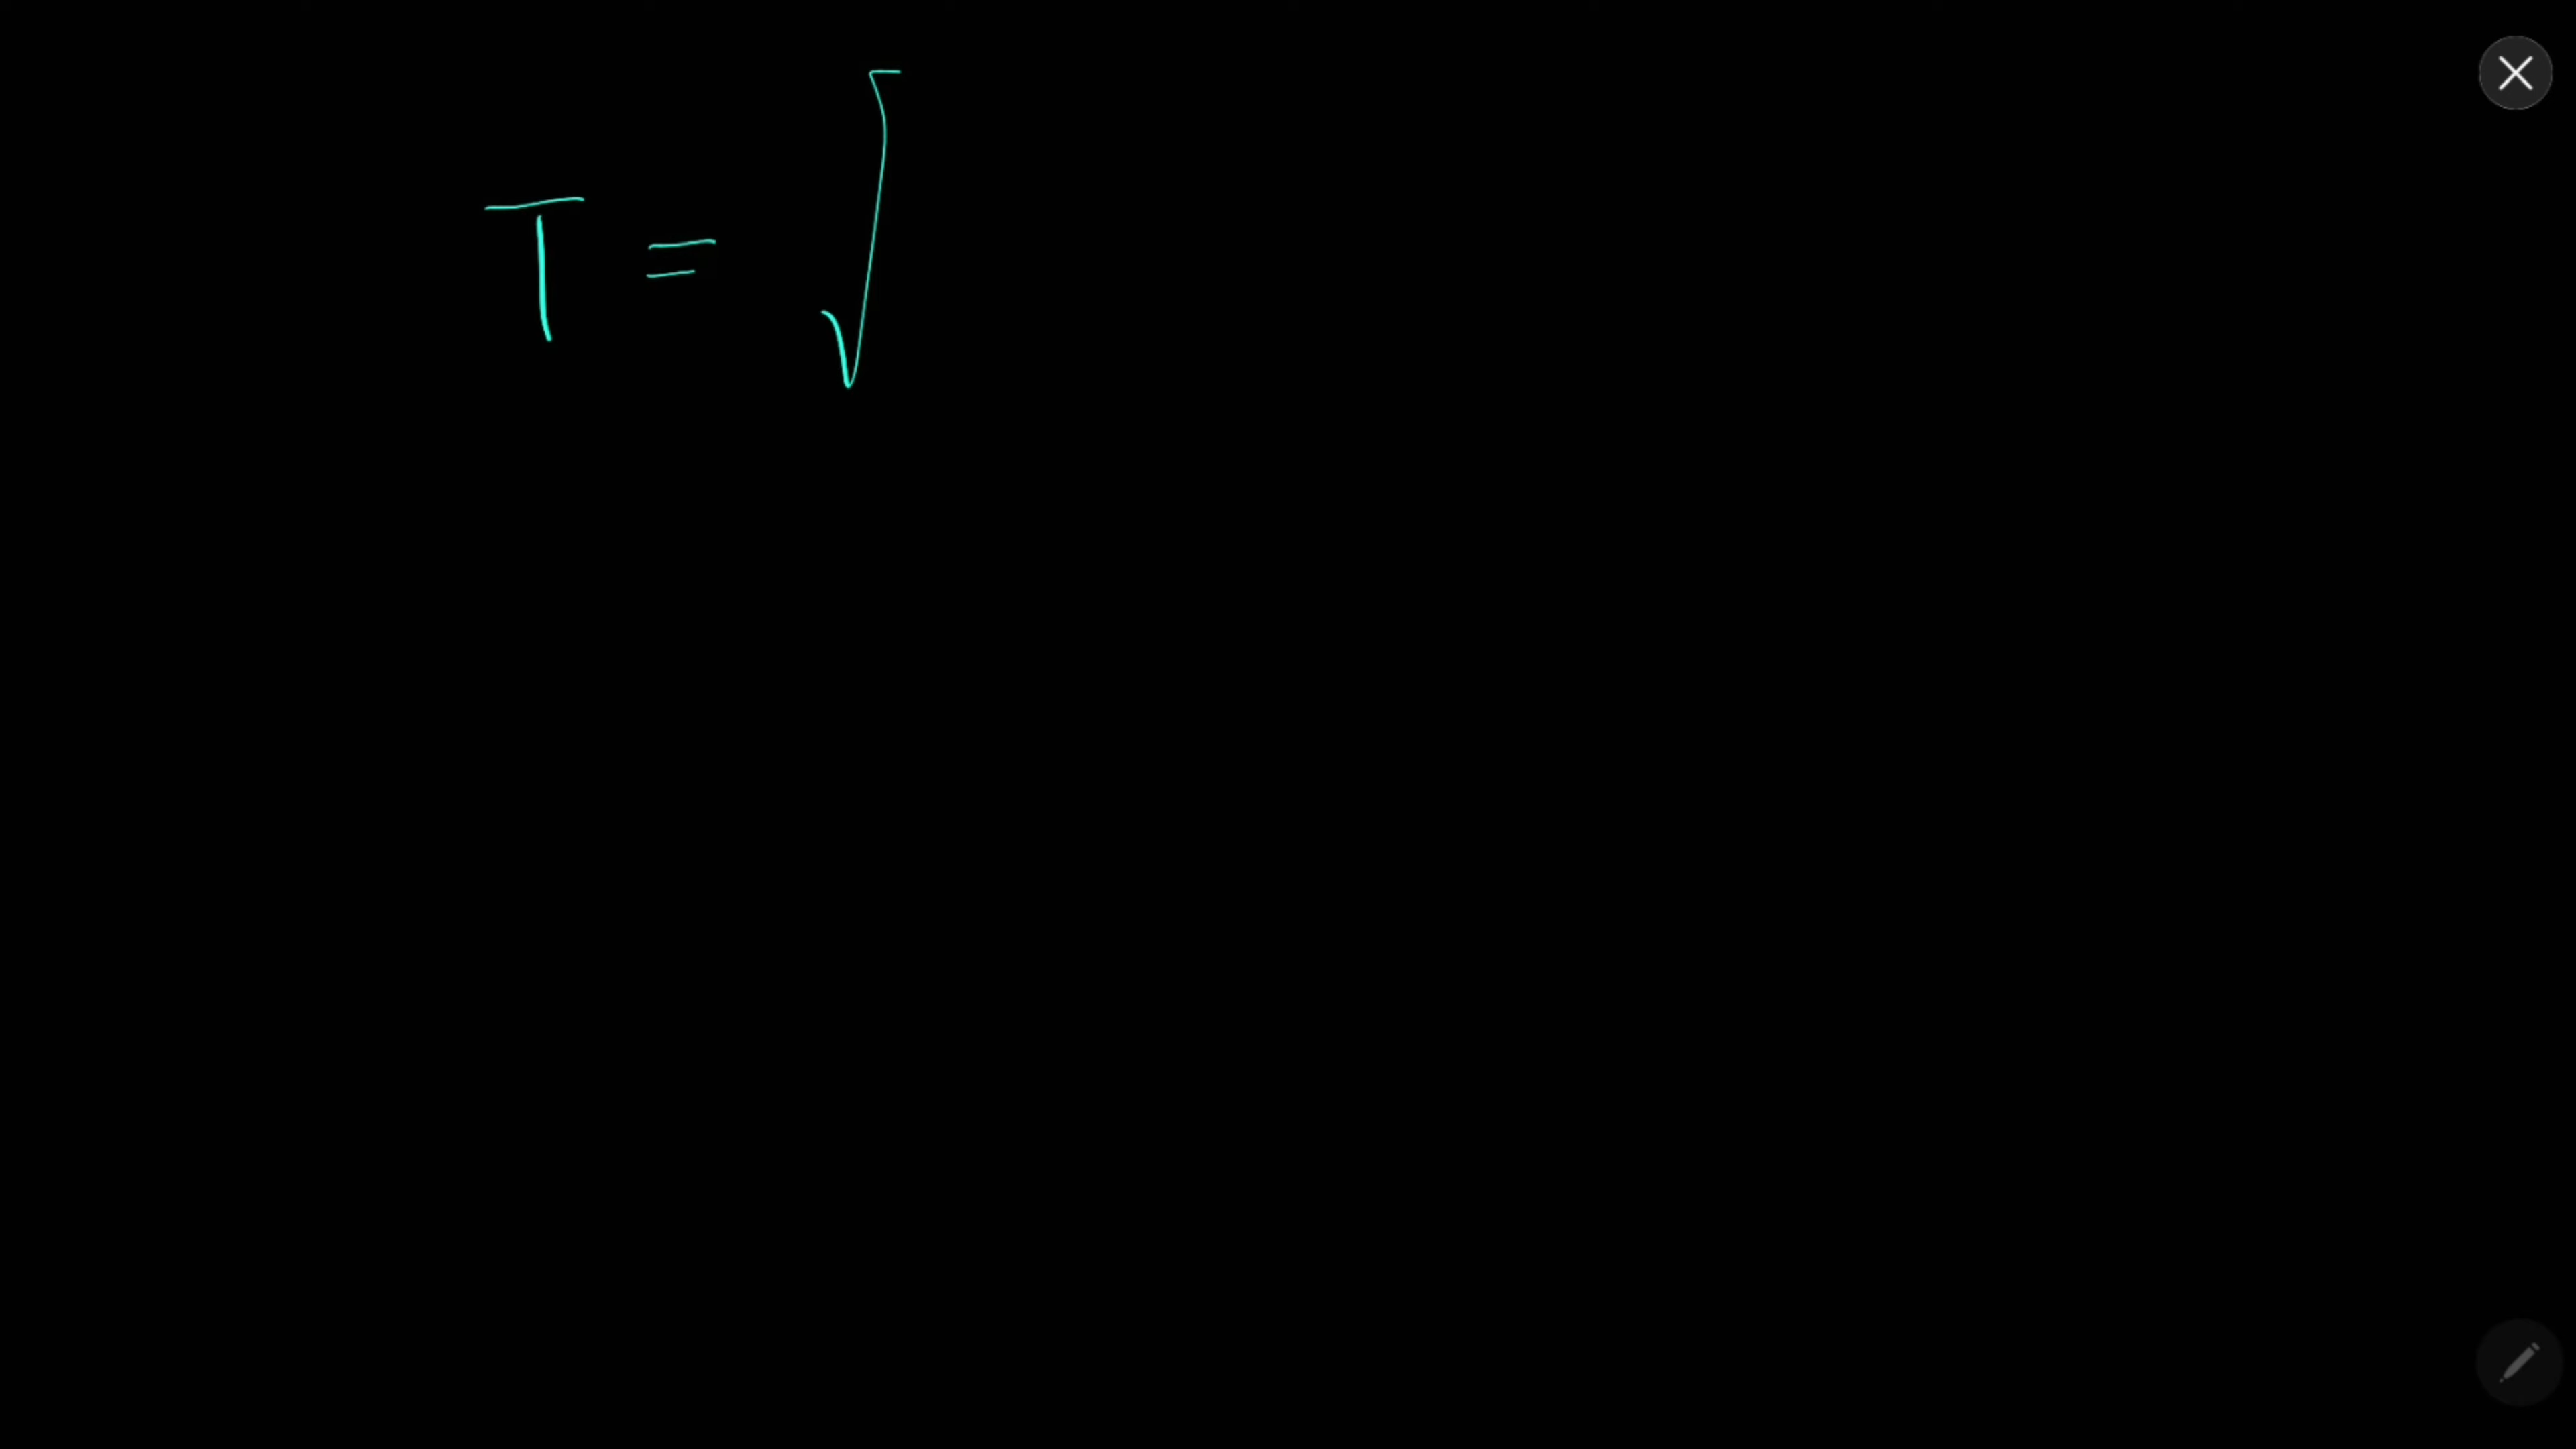 T = √